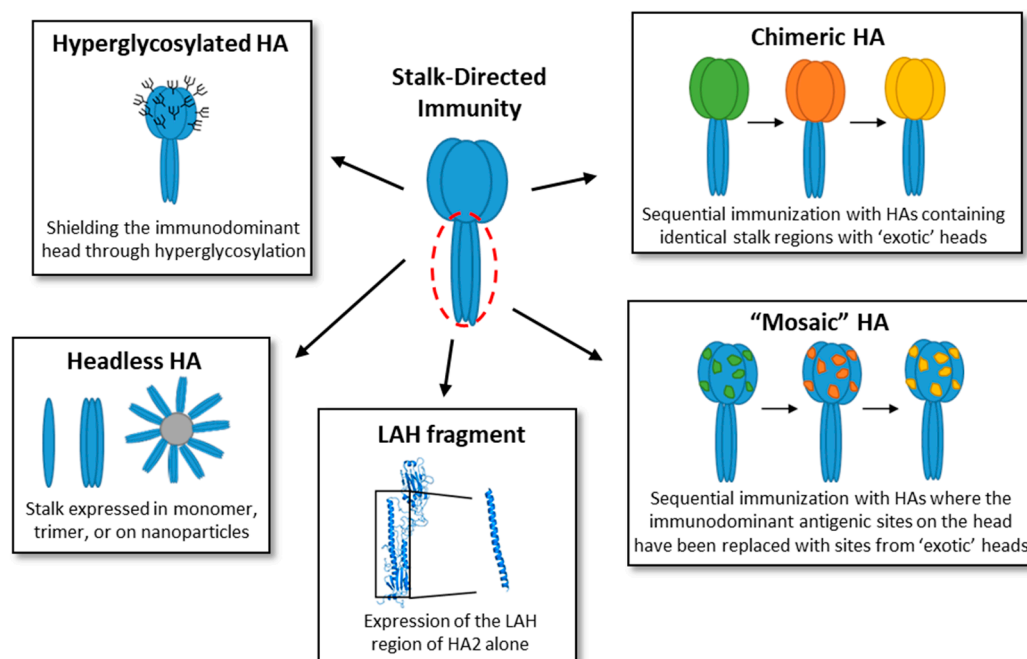 Hyperglycosylated HA
Shielding the immunodominant
head through hyperglycosylation
Stalk-Directed
Immunity
Chimeric HA
Sequential immunization with HAs containing
identical stalk regions with ‘exotic’ heads
Headless HA
Stalk expressed in monomer,
trimer, or on nanoparticles
LAH fragment
Expression of the LAH
region of HA2 alone
“Mosaic” HA
Sequential immunization with HAs where the
immunodominant antigenic sites on the head
have been replaced with sites from ‘exotic’ heads